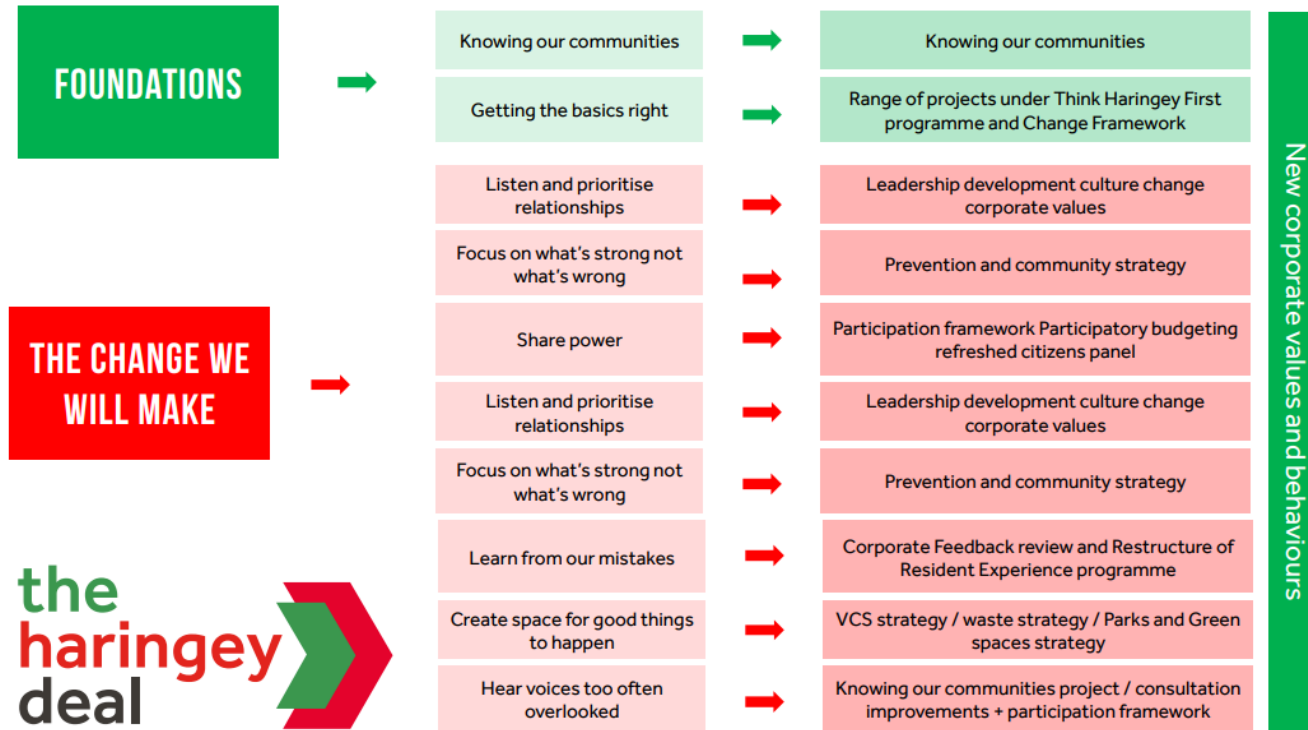 FOUNDATIONS
Knowing our communities
Knowing our communities
Getting the basics right
Range of projects under Think Haringey First
programme and Change Framework
THE CHANGE WE
WILL MAKE
Listen and prioritise
relationships
Leadership development culture change
corporate values
Focus on what's strong not
what's wrong
Prevention and community strategy
Share power
Participation framework Participatory budgeting
refreshed citizens panel
Listen and prioritise
relationships
Leadership development culture change
corporate values
Focus on what's strong not
what's wrong
Prevention and community strategy
Learn from our mistakes
Corporate Feedback review and Restructure of
Resident Experience programme
Create space for good things
to happen
VCS strategy / waste strategy / Parks and Green
spaces strategy
Hear voices too often
overlooked
Knowing our communities project / consultation
improvements + participation framework
New corporate values and behaviours
the
haringey
deal